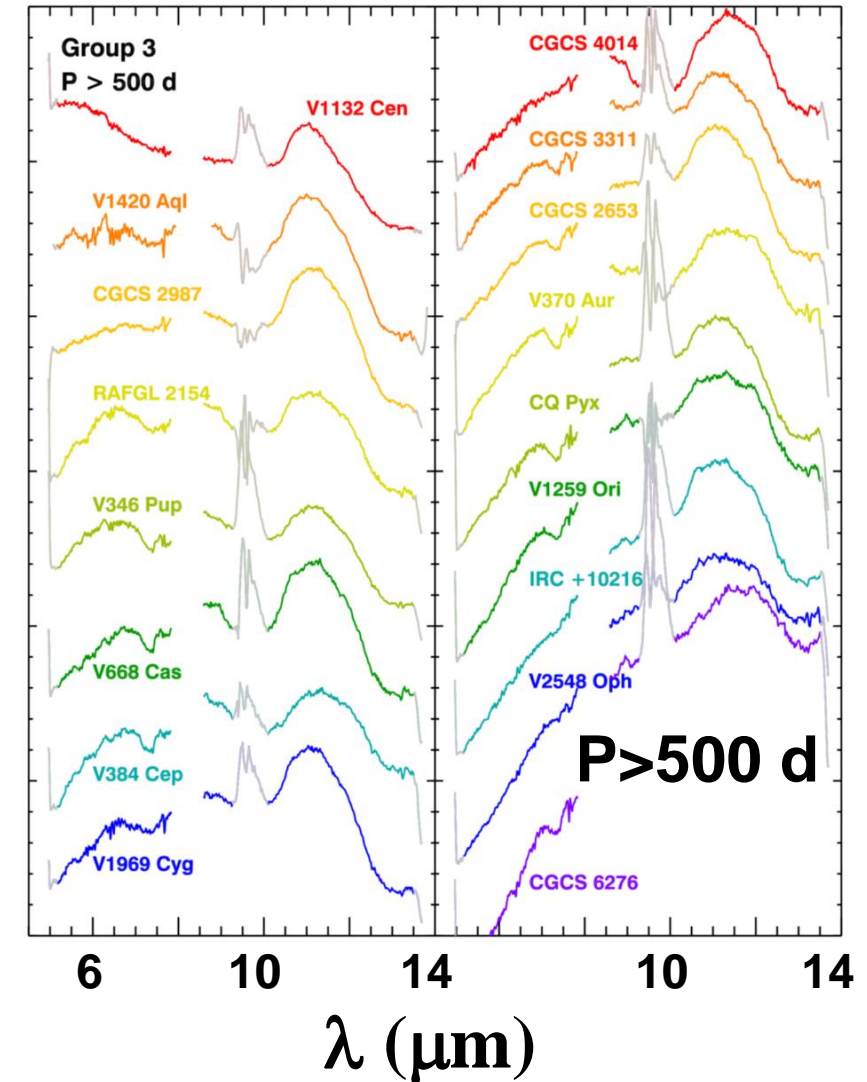 Group 3
P > 500 d
V1132 Cen
V1420 Aql
CGCS 2987
RAFGL 2154
V346 Pup
V668 Cas
V384 Cep
V1969 Cyg
CGCS 4014
CGCS 3311
CGCS 2653
V370 Aur
CQ Pyx
V1259 Ori
IRC +10216
V2548 Oph
P>500 d
CGCS 6276
6 10 14 10 14
λ (μm)